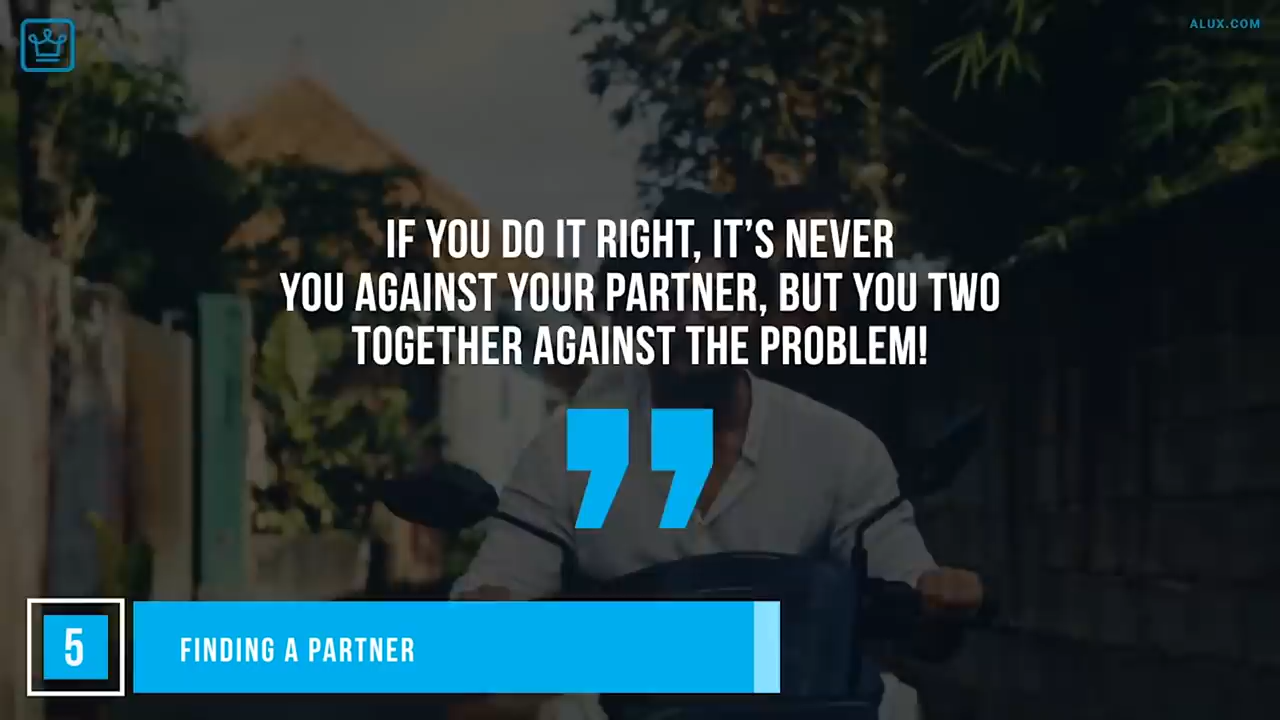 ALUX.COM
IF YOU DO IT RIGHT, IT'S NEVER
YOU AGAINST YOUR PARTNER, BUT YOU TWO
TOGETHER AGAINST THE PROBLEM!
”
5
FINDING A PARTNER